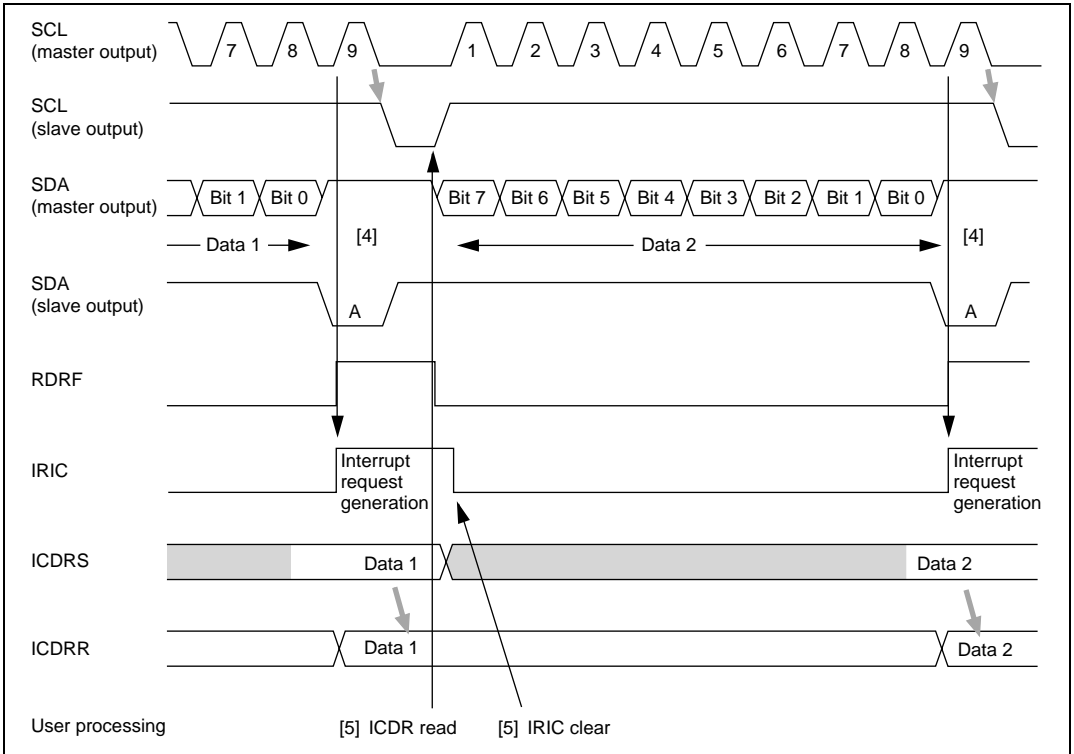 SCL
(master output)
7 8 9 1 2 3 4 5 6 7 8 9
SCL
(slave output)
SDA
(master output)
Bit 1 Bit 0 Bit 7 Bit 6 Bit 5 Bit 4 Bit 3 Bit 2 Bit 1 Bit 0
Data 1 [4] Data 2 [4]
SDA
(slave output)
A A
RDRF
IRIC
Interrupt
request
generation
Interrupt
request
generation
ICDRS
Data 1 Data 2
ICDRR
Data 1 Data 2
User processing
[5] ICDR read [5] IRIC clear